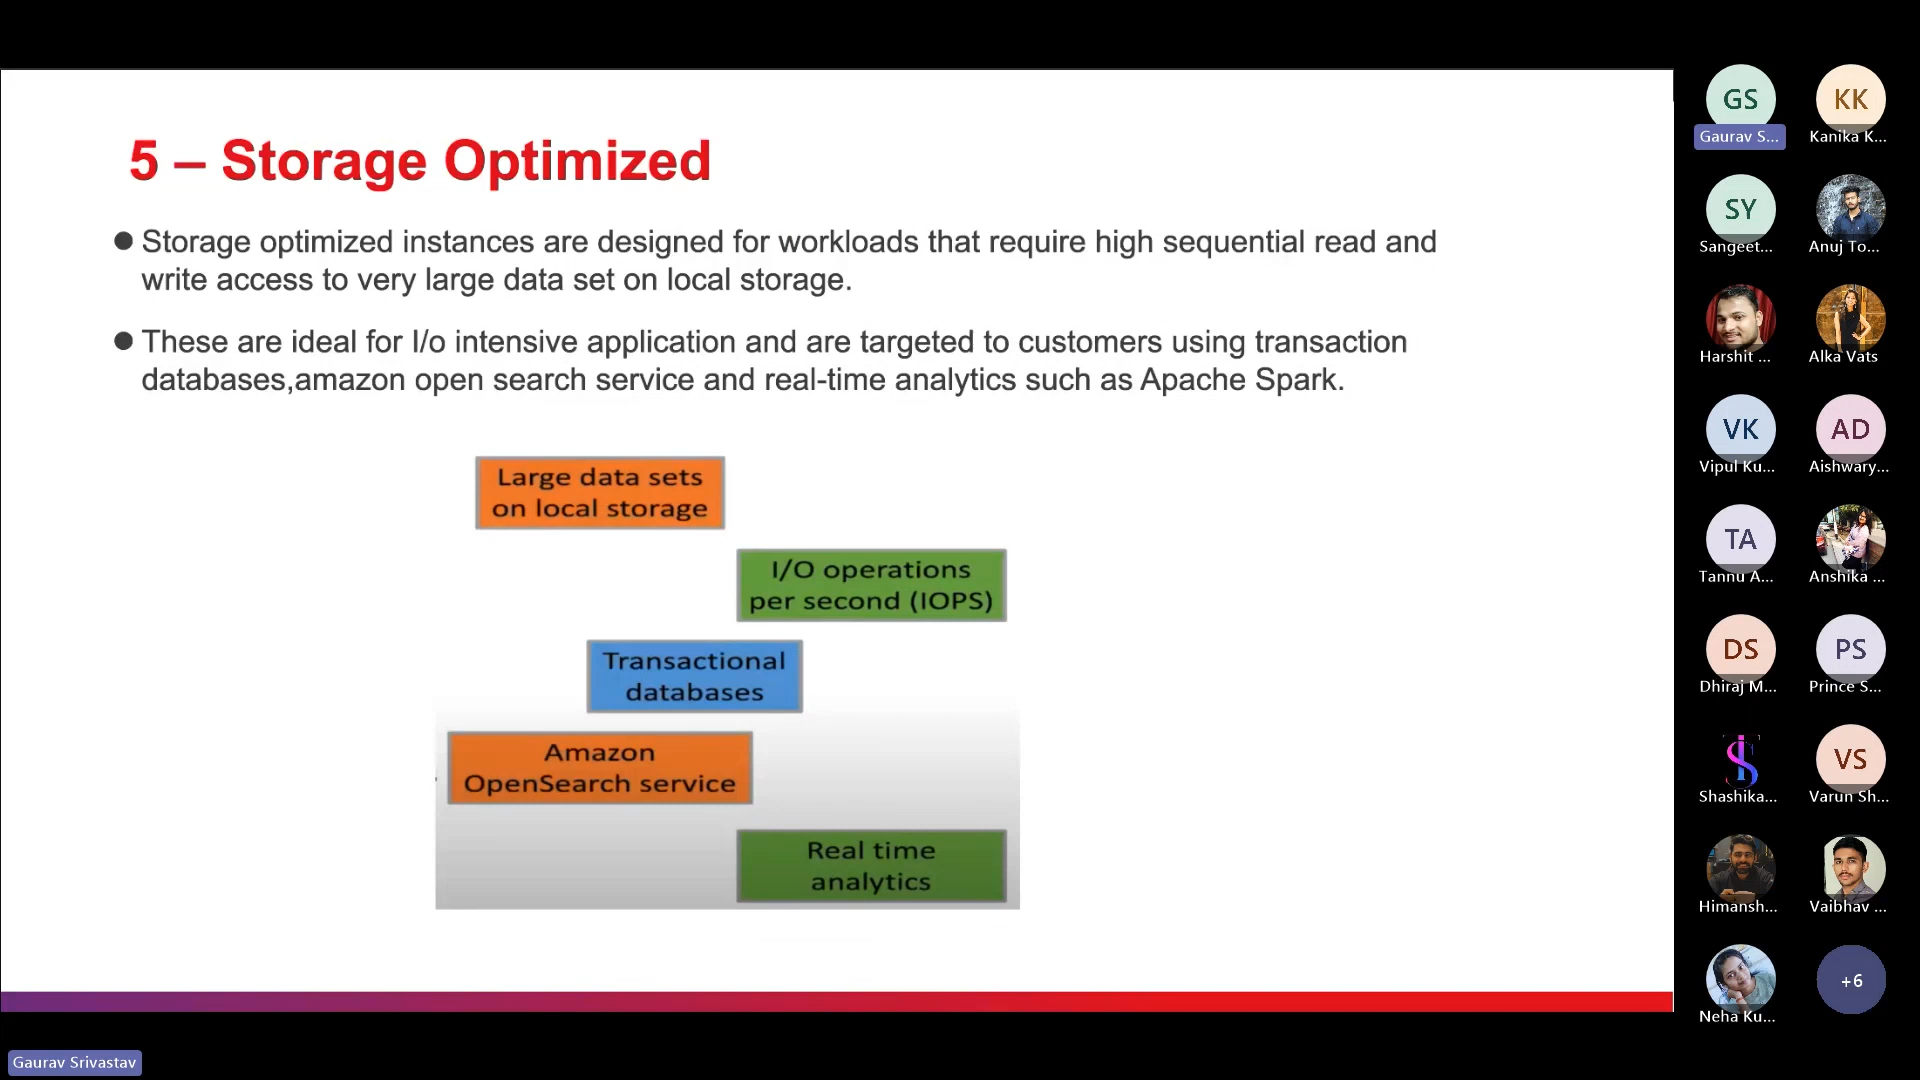 5 – Storage Optimized
● Storage optimized instances are designed for workloads that require high sequential read and
write access to very large data set on local storage.
● These are ideal for I/o intensive application and are targeted to customers using transaction
databases,amazon open search service and real-time analytics such as Apache Spark.
Large data sets
on local storage
I/O operations
per second (IOPS)
Transactional
databases
Amazon
OpenSearch service
Real time
analytics
GS
Gaurav S...
KK
Kanika K...
SY
Sangeet...
Anuj To...
Harshit ...
Alka Vats
VK
Vipul Ku...
AD
Aishwary...
TA
Tannu A...
Anshika ...
DS
Dhiraj M...
PS
Prince S...
Shashika...
VS
Varun Sh...
Himansh...
Vaibhav ...
Neha Ku...
+6
Gaurav Srivastav